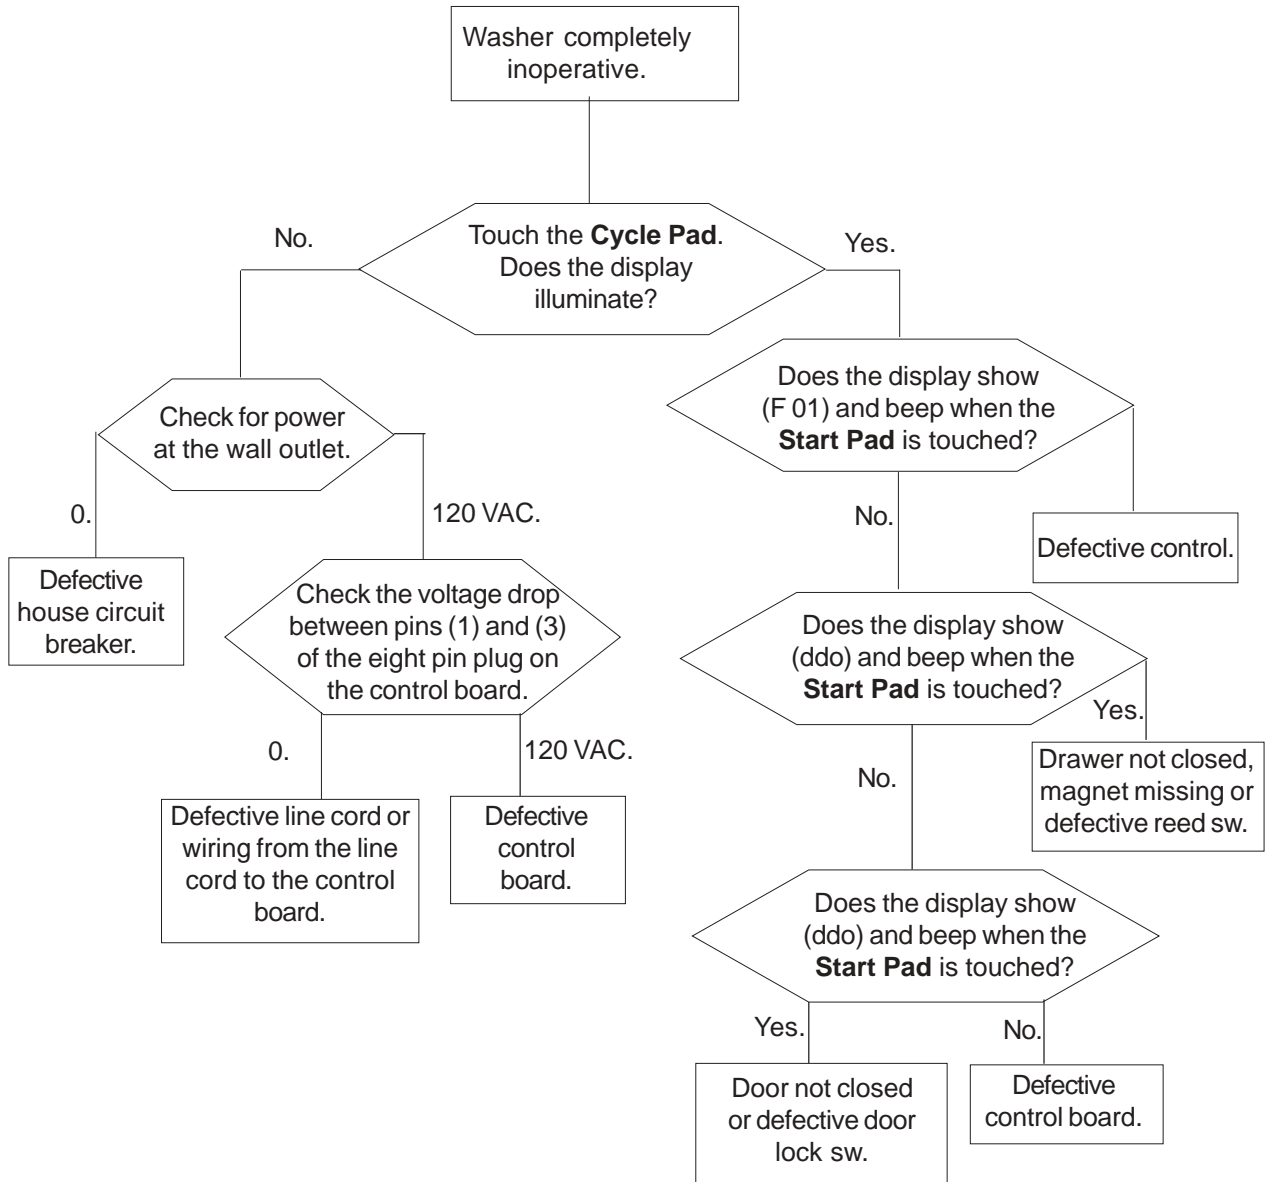 Washer completely
inoperative.
No.
Touch the Cycle Pad.
Does the display
illuminate?
Yes.
Check for power
at the wall outlet.
Does the display show
(F 01) and beep when the
Start Pad is touched?
0.
120 VAC.
No.
Defective
house circuit
breaker.
Check the voltage drop
between pins (1) and (3)
of the eight pin plug on
the control board.
Defective control.
Does the display show
(ddo) and beep when the
Start Pad is touched?
0.
120 VAC.
No.
Yes.
Defective line cord or
wiring from the line
cord to the control
board.
Defective
control
board.
Drawer not closed,
magnet missing or
defective reed sw.
Does the display show
(ddo) and beep when the
Start Pad is touched?
Yes.
No.
Door not closed
or defective door
lock sw.
Defective
control board.